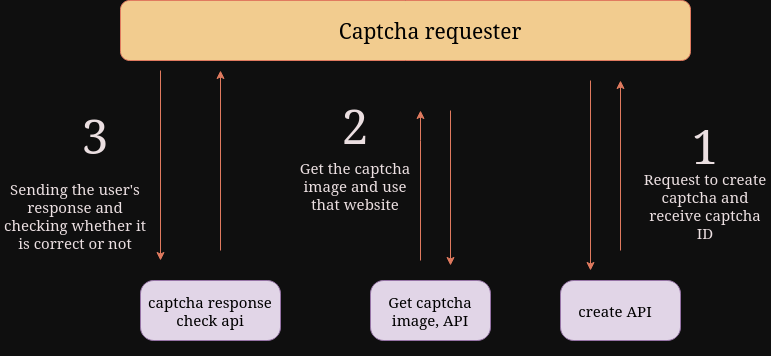 Captcha requester
3
Sending the user's
response and
checking whether it
is correct or not
2
Get the captcha
image and use
that website
1
Request to create
captcha and
receive captcha
ID
captcha response
check api
Get captcha
image, API
create API